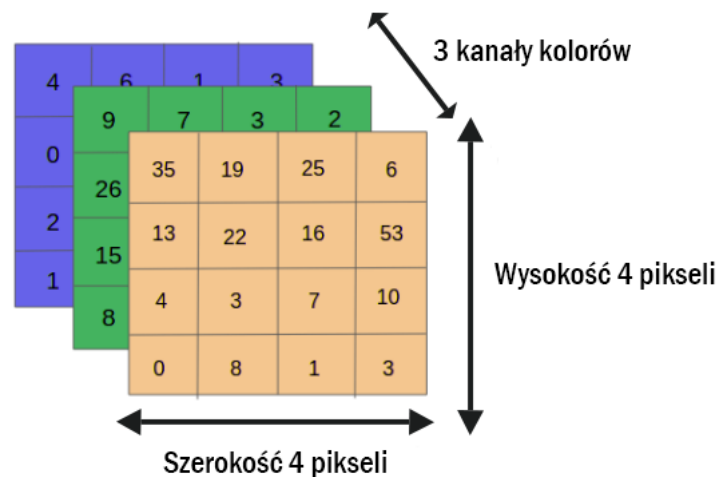 3 kanały kolorów
4 6 1 3
9 7 3 2
35 19 25 6
0
26
13 22 16 53
2
15
4 3 7 10
Wysokość 4 pikseli
1
8
0 8 1 3
Szerokość 4 pikseli